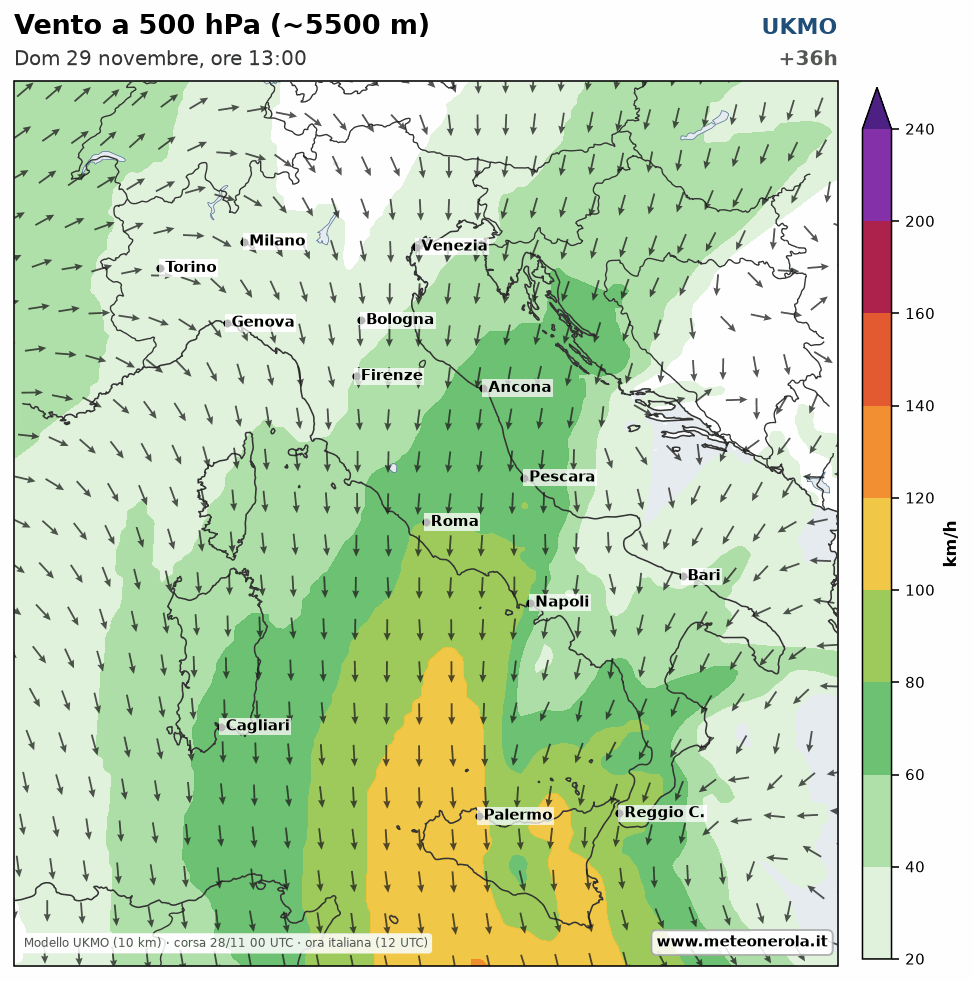 Vento a 500 hPa (~5500 m)
UKMO
Dom 29 novembre, ore 13:00
+36h
240
200
160
140
120
100
80
60
40
20
km/h
Milano
Venezia
Torino
Genova
Bologna
Firenze
Ancona
Pescara
Roma
Bari
Napoli
Cagliari
Palermo
Reggio C.
Modello UKMO (10 km) · corsa 28/11 00 UTC · ora italiana (12 UTC)
www.meteonerola.it